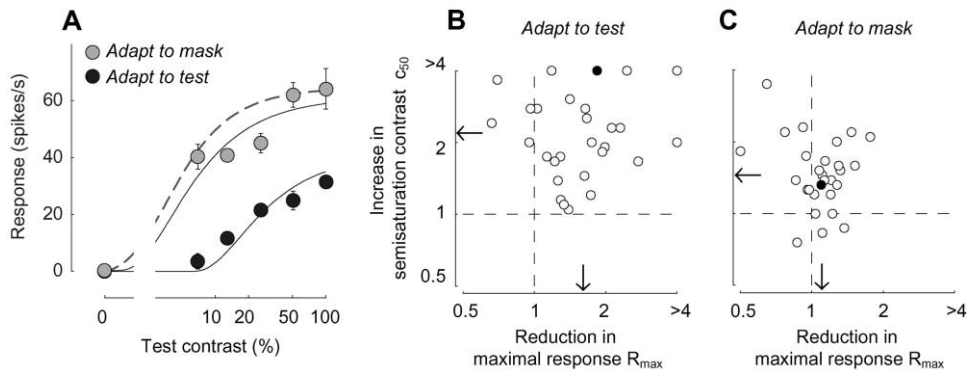 A
Adapt to mask
Adapt to test
Response (spikes/s)
60
40
20
0
0
10
20
50
100
Test contrast (%)
B
Adapt to test
Increase in
semisaturation contrast c50
>4
2
1
0.5
0.5
1
2
>4
Reduction in
maximal response Rmax
C
Adapt to mask
0.5
1
2
>4
Reduction in
maximal response Rmax